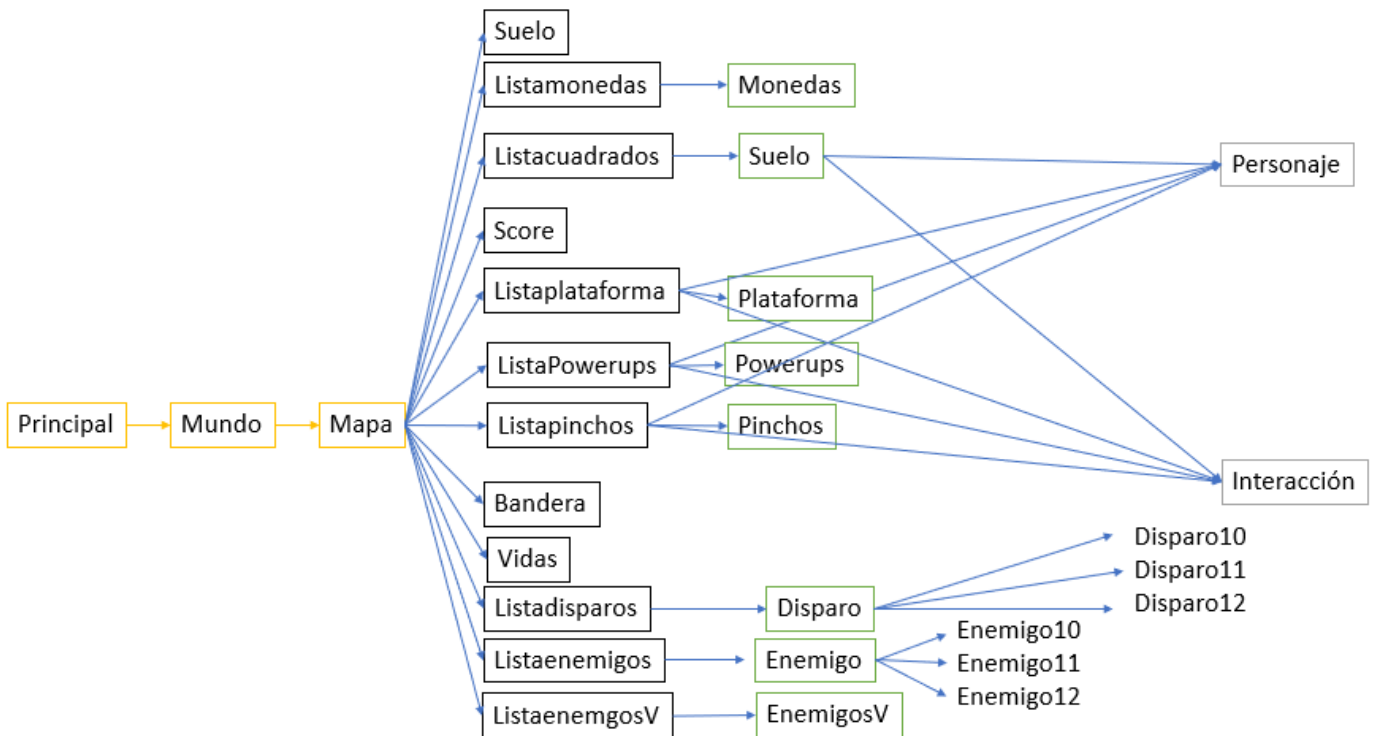 Suelo
Listamonedas
Monedas
Listacuadrados
Suelo
Personaje
Score
Listaplataforma
Plataforma
ListaPowerups
Powerups
Principal
Mundo
Mapa
Listapinchos
Pinchos
Interacción
Bandera
Vidas
Disparo10
Disparo11
Disparo12
Listadisparos
Disparo
Enemigo10
Enemigo11
Enemigo12
Listaenemigos
Enemigo
ListaenemgosV
EnemigosV